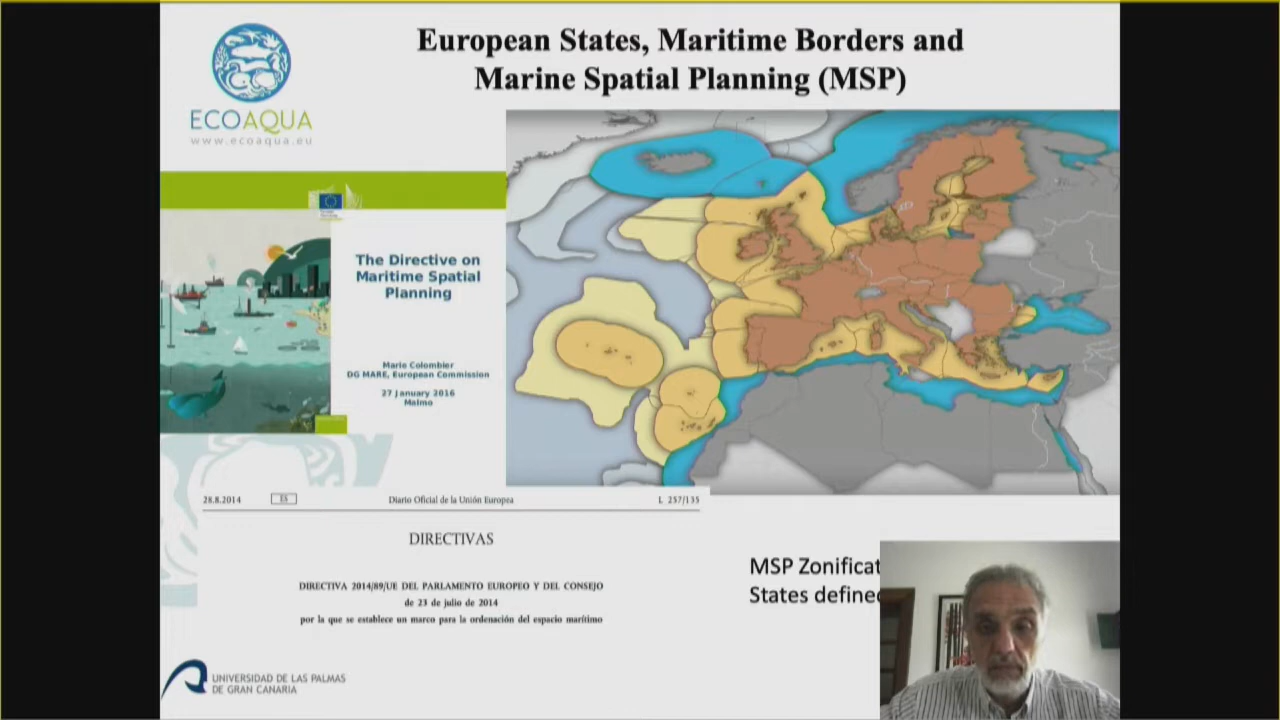 European States, Maritime Borders and
Marine Spatial Planning (MSP)
ECOAQUA
www.ecoaqua.eu
The Directive on
Maritime Spatial
Planning
Mario Colombier
DG MARE, European Commission
27 January 2016
Malmo
28.8.2014 ES Diario Oficial de la Unión Europea L 257/135
DIRECTIVAS
DIRECTIVA 2014/89/UE DEL PARLAMENTO EUROPEO Y DEL CONSEJO
de 23 de julio de 2014
por la que se establece un marco para la ordenación del espacio marítimo
MSP Zonificat
States defined
UNIVERSIDAD DE LAS PALMAS
DE GRAN CANARIA